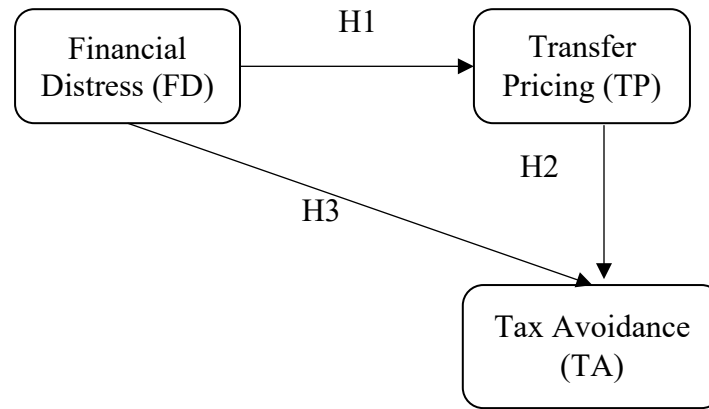 Financial
Distress (FD)
H1
Transfer
Pricing (TP)
H2
H3
Tax Avoidance
(TA)